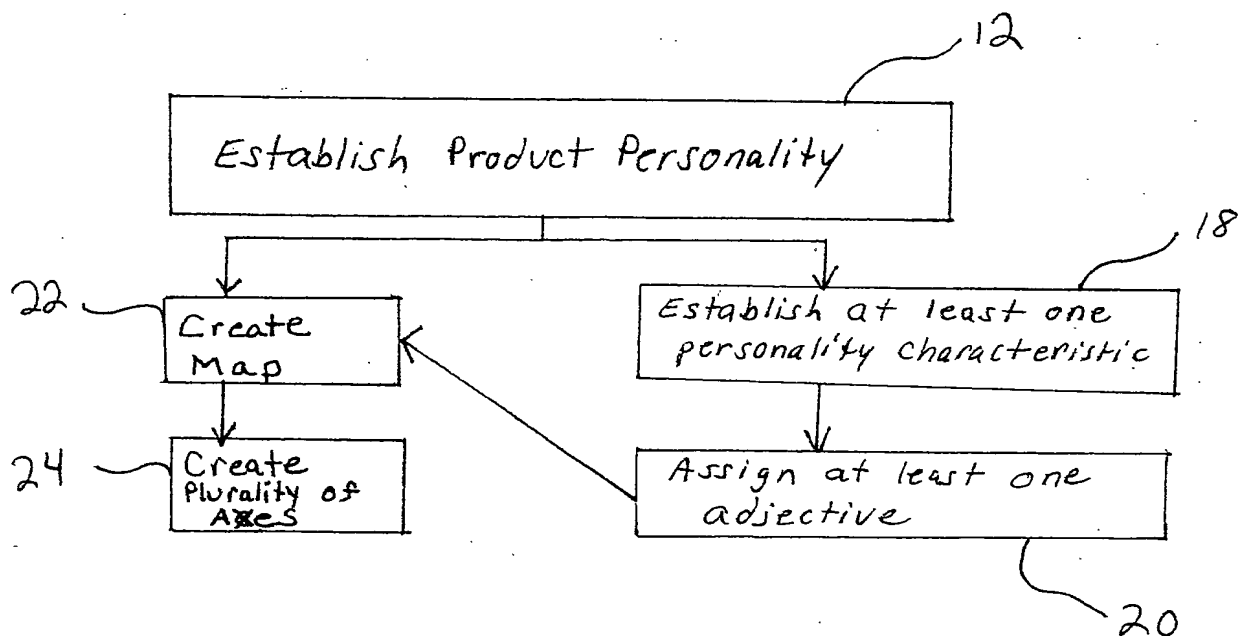 12
Establish Product Personality
18
22
Create
Map
Establish at least one
personality characteristic
24
Create
Plurality of
Axes
Assign at least one
adjective
20